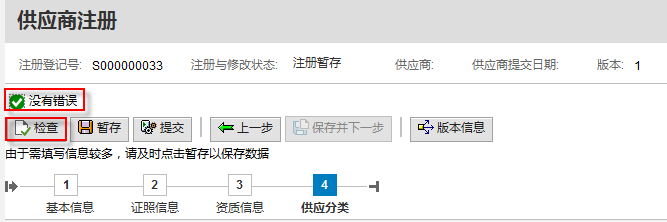 供应商注册
注册登记号: S000000033 注册与修改状态: 注册暂存 供应商: 供应商提交日期: 版本: 1
没有错误
检查 暂存 提交 上一步 保存并下一步 版本信息
由于需填写信息较多，请及时点击暂存以保存数据
1 2 3 4
基本信息 证照信息 资质信息 供应分类